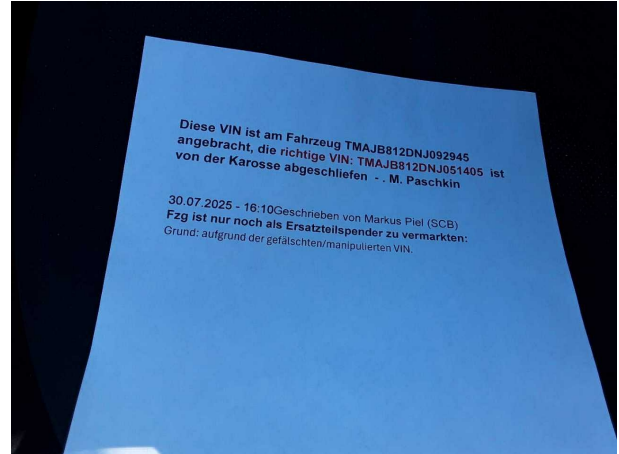 Diese VIN ist am Fahrzeug TMAJB812DNJ092945
angebracht, die richtige VIN: TMAJB812DNJ051405 ist
von der Karosse abgeschliefen - . M. Paschkin
30.07.2025 - 16:10Geschrieben von Markus Piel (SCB)
Fzg ist nur noch als Ersatzteilspender zu vermarkten:
Grund: aufgrund der gefälschten/manipulierten VIN.